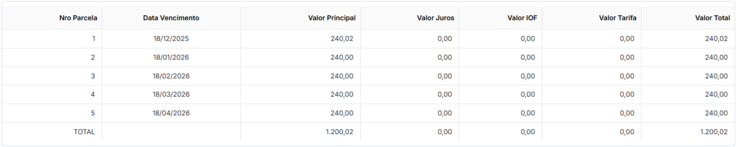 Nro Parcela Data Vencimento Valor Principal Valor Juros Valor IOF Valor Tarifa Valor Total
1 18/12/2025 240,02 0,00 0,00 0,00 240,02
2 18/01/2026 240,00 0,00 0,00 0,00 240,00
3 18/02/2026 240,00 0,00 0,00 0,00 240,00
4 18/03/2026 240,00 0,00 0,00 0,00 240,00
5 18/04/2026 240,00 0,00 0,00 0,00 240,00
TOTAL 1.200,02 0,00 0,00 0,00 1.200,02